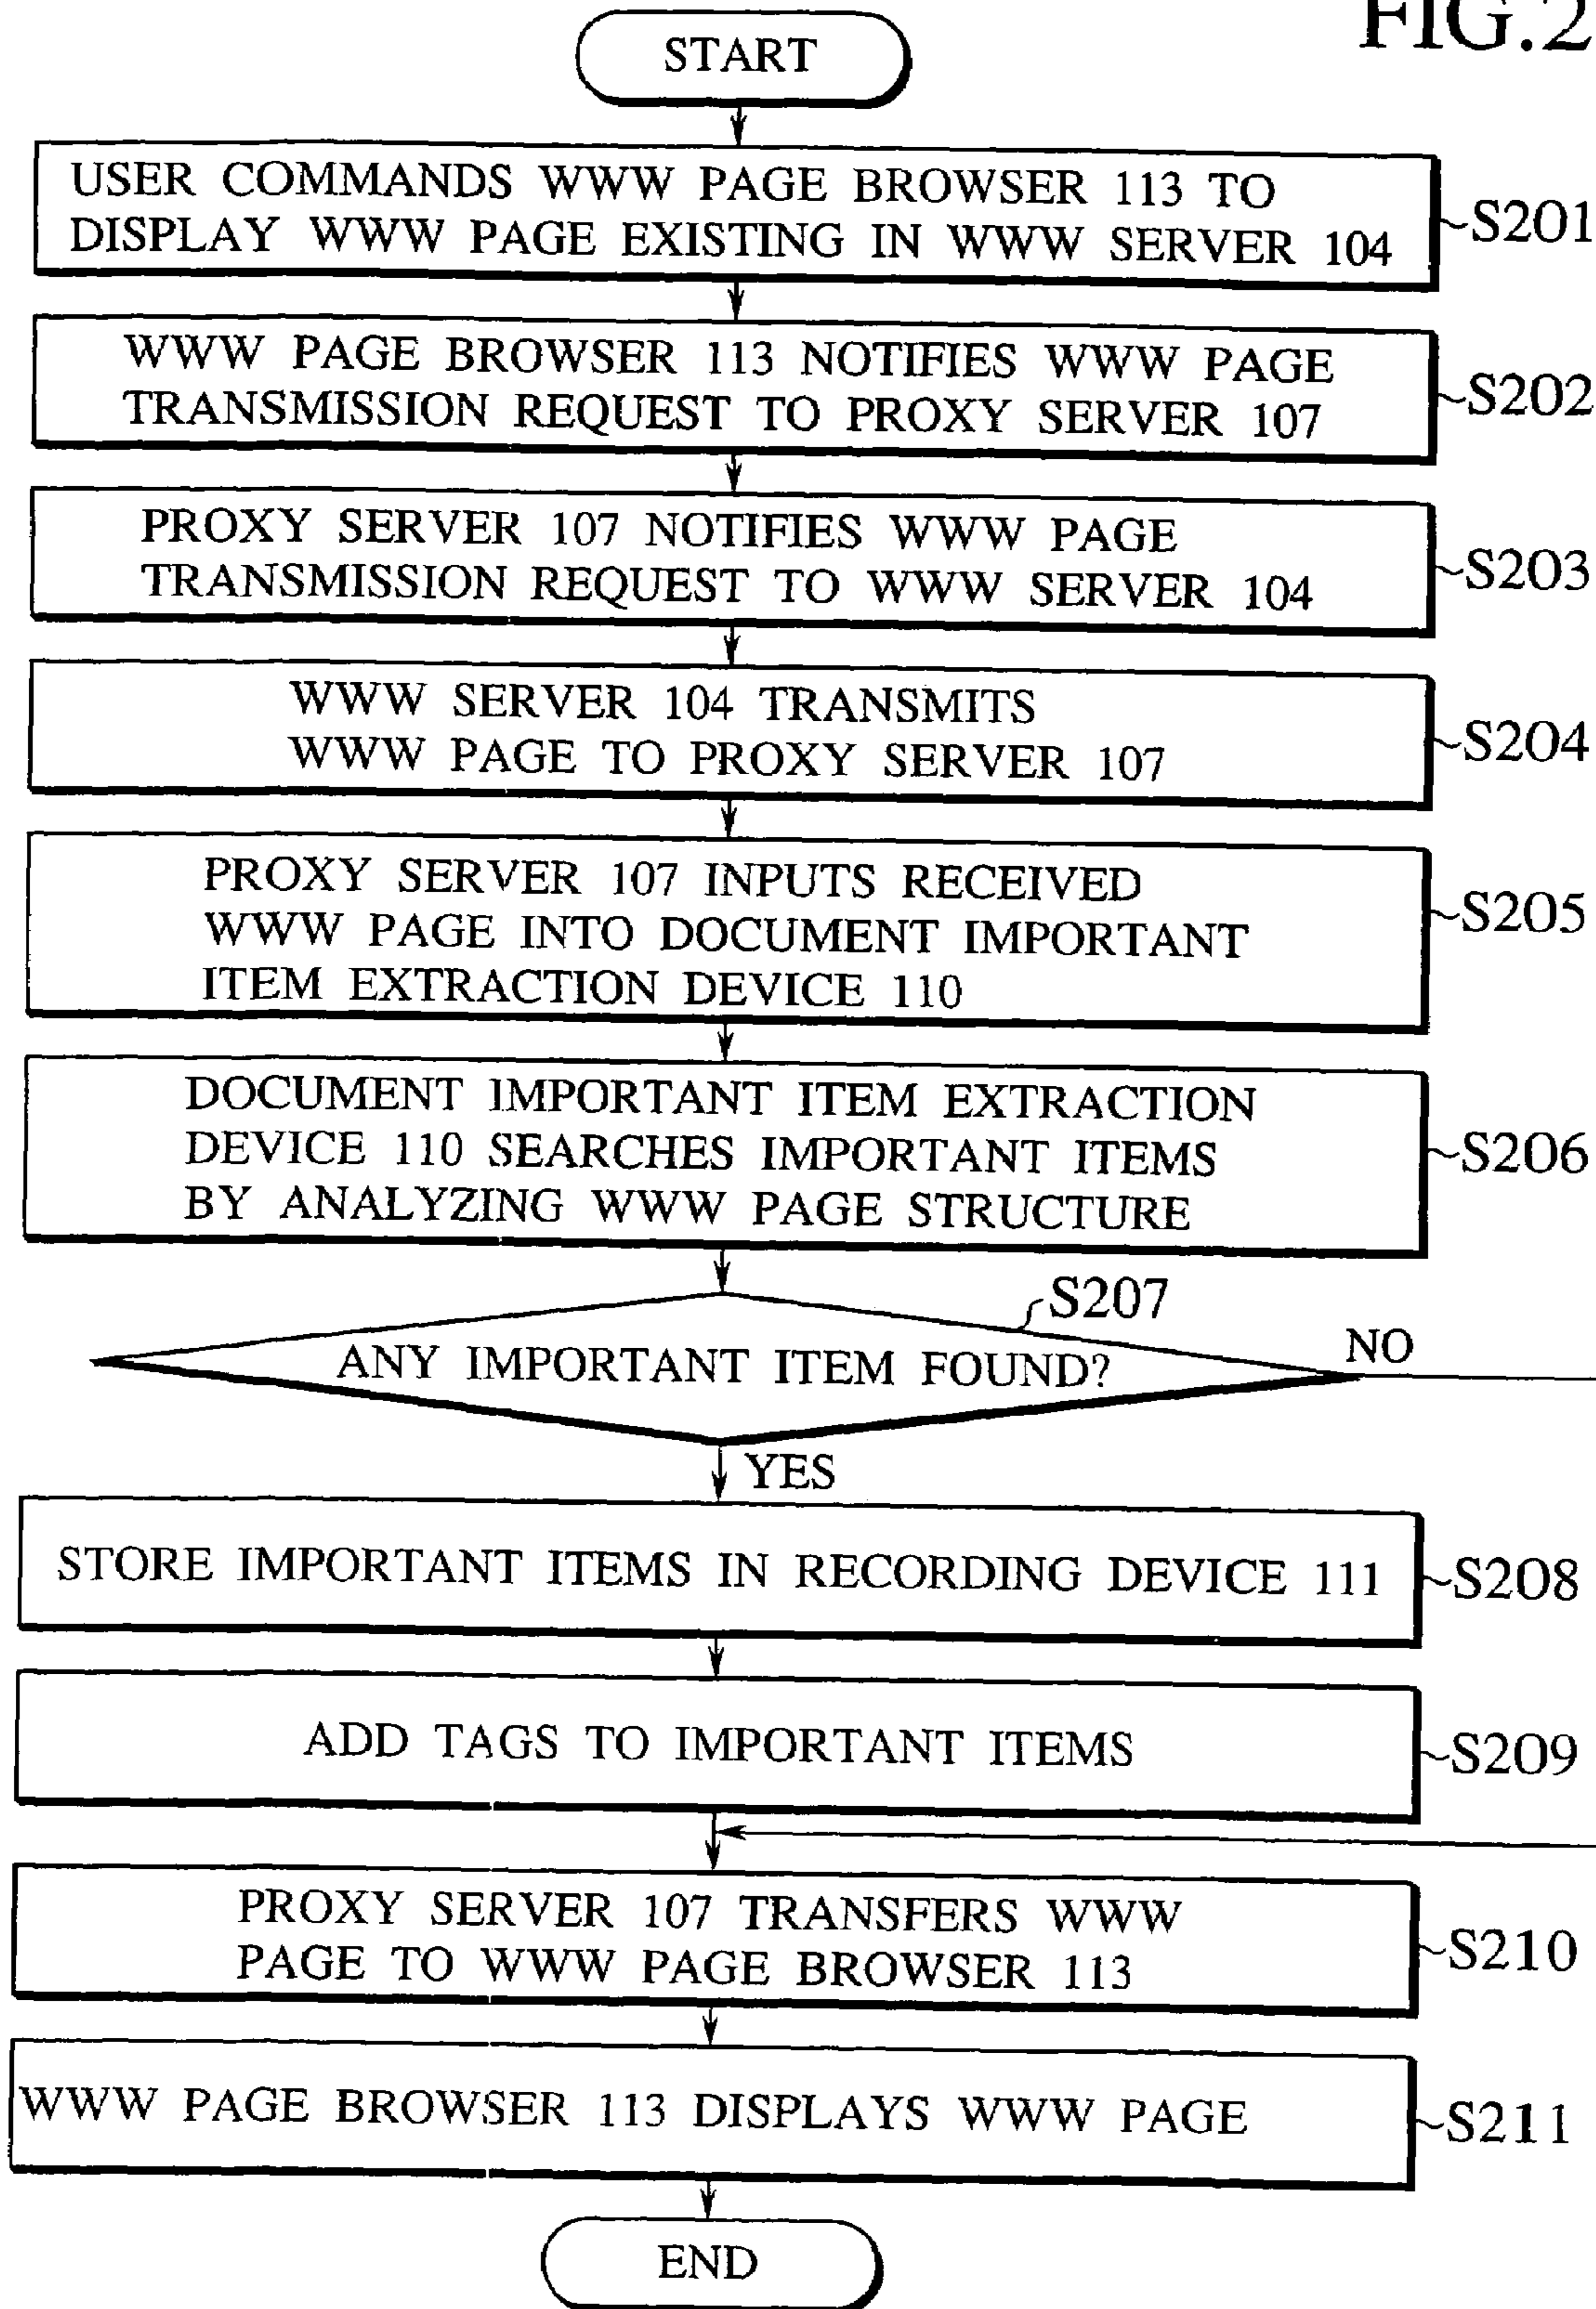 FIG.2
START
USER COMMANDS WWW PAGE BROWSER 113 TO
DISPLAY WWW PAGE EXISTING IN WWW SERVER 104
S201
WWW PAGE BROWSER 113 NOTIFIES WWW PAGE
TRANSMISSION REQUEST TO PROXY SERVER 107
S202
PROXY SERVER 107 NOTIFIES WWW PAGE
TRANSMISSION REQUEST TO WWW SERVER 104
S203
WWW SERVER 104 TRANSMITS
WWW PAGE TO PROXY SERVER 107
S204
PROXY SERVER 107 INPUTS RECEIVED
WWW PAGE INTO DOCUMENT IMPORTANT
ITEM EXTRACTION DEVICE 110
S205
DOCUMENT IMPORTANT ITEM EXTRACTION
DEVICE 110 SEARCHES IMPORTANT ITEMS
BY ANALYZING WWW PAGE STRUCTURE
S206
S207
ANY IMPORTANT ITEM FOUND?
NO
YES
STORE IMPORTANT ITEMS IN RECORDING DEVICE 111
S208
ADD TAGS TO IMPORTANT ITEMS
S209
PROXY SERVER 107 TRANSFERS WWW
PAGE TO WWW PAGE BROWSER 113
S210
WWW PAGE BROWSER 113 DISPLAYS WWW PAGE
S211
END